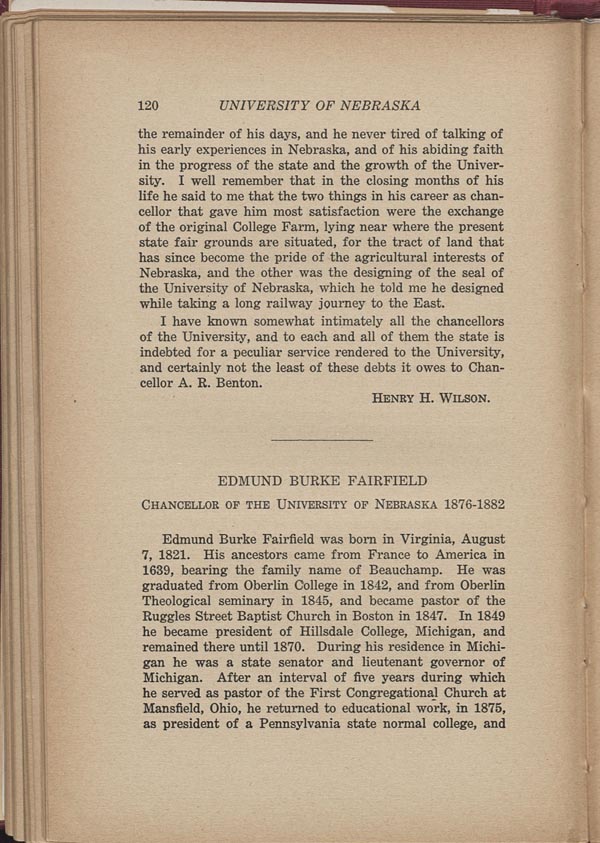 120 UNIVERSITY OF NEBRASKA
the remainder of his days, and he never tired of talking of
his early experiences in Nebraska, and of his abiding faith
in the progress of the state and the growth of the Univer-
sity. I well remember that in the closing months of his
life he said to me that the two things in his career as chan-
cellor that gave him most satisfaction were the exchange
of the original College Farm, lying near where the present
state fair grounds are situated, for the tract of land that
has since become the pride of the agricultural interests of
Nebraska, and the other was the designing of the seal of
the University of Nebraska, which he told me he designed
while taking a long railway journey to the East.
I have known somewhat intimately all the chancellors
of the University, and to each and all of them the state is
indebted for a peculiar service rendered to the University,
and certainly not the least of these debts it owes to Chan-
cellor A. R. Benton.
HENRY H. WILSON.
EDMUND BURKE FAIRFIELD
CHANCELLOR OF THE UNIVERSITY OF NEBRASKA 1876-1882
Edmund Burke Fairfield was born in Virginia, August
7, 1821. His ancestors came from France to America in
1639, bearing the family name of Beauchamp. He was
graduated from Oberlin College in 1842, and from Oberlin
Theological seminary in 1845, and became pastor of the
Ruggles Street Baptist Church in Boston in 1847. In 1849
he became president of Hillsdale College, Michigan, and
remained there until 1870. During his residence in Michi-
gan he was a state senator and lieutenant governor of
Michigan. After an interval of five years during which
he served as pastor of the First Congregational Church at
Mansfield, Ohio, he returned to educational work, in 1875,
as president of a Pennsylvania state normal college, and